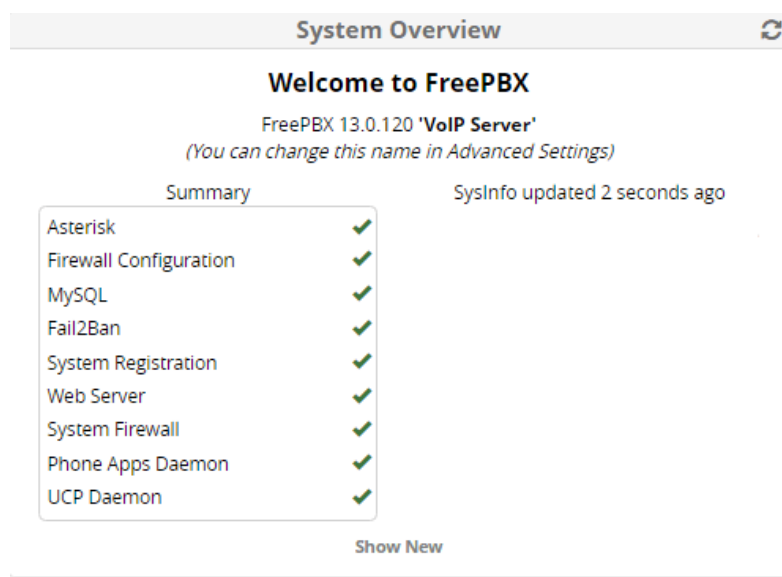 System Overview
Welcome to FreePBX
FreePBX 13.0.120 'VoIP Server'
(You can change this name in Advanced Settings)
Summary
SysInfo updated 2 seconds ago
Asterisk
Firewall Configuration
MySQL
Fail2Ban
System Registration
Web Server
System Firewall
Phone Apps Daemon
UCP Daemon
Show New